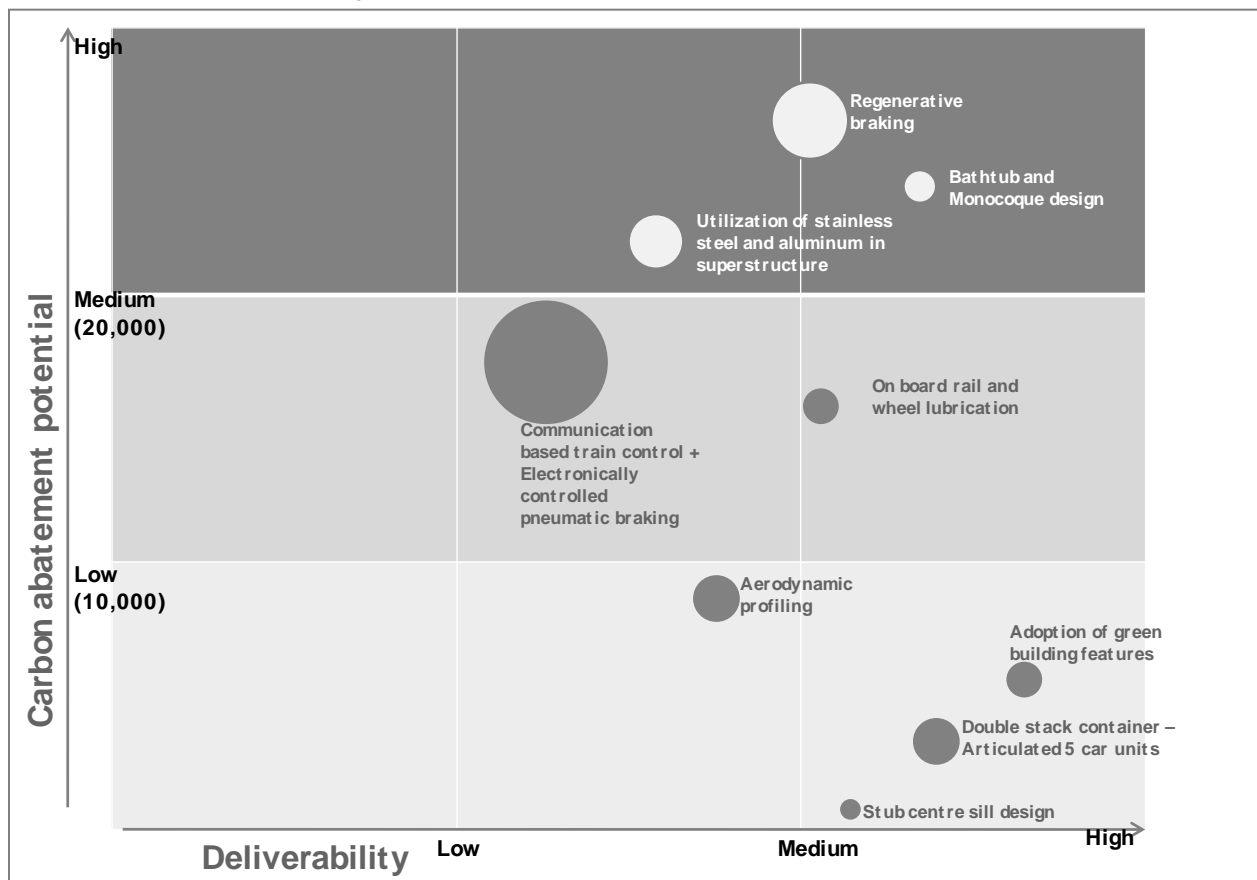 High
Regenerative
braking
Bathtub and
Monocoque design
Utilization of stainless
steel and aluminum in
superstructure
Medium
(20,000)
On board rail and
wheel lubrication
Communication
based train control +
Electronically
controlled
pneumatic braking
Low
(10,000)
Aerodynamic
profiling
Adoption of green
building features
Double stack container –
Articulated 5 car units
Stub centre sill design
Carbon abatement potential
Deliverability
Low
Medium
High